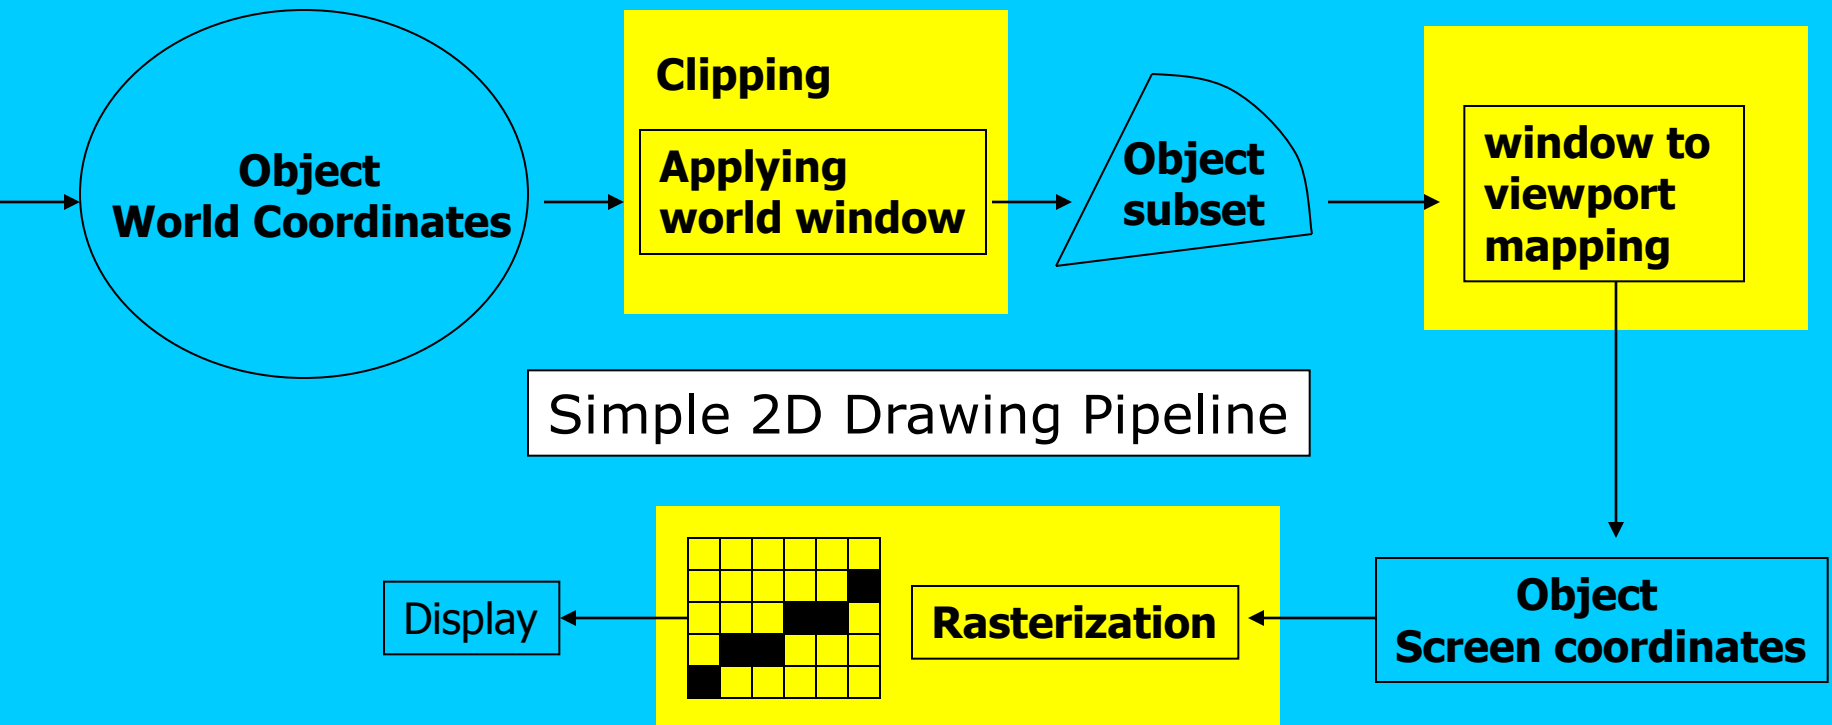 Object
World Coordinates
Clipping
Applying
world window
Object
subset
window to
viewport
mapping
Simple 2D Drawing Pipeline
Object
Screen coordinates
Rasterization
Display